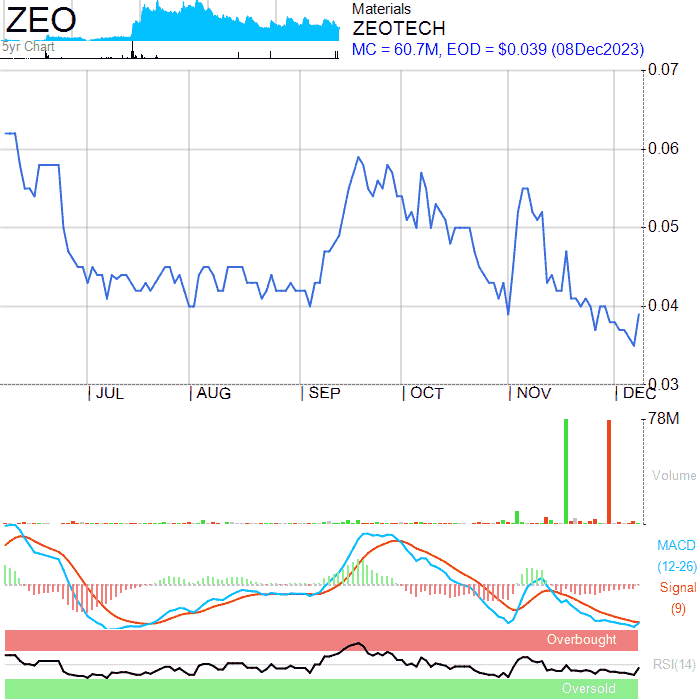 ZEO
5yr Chart
Materials
ZEOTECH
MC = 60.7M, EOD = $0.039 (08Dec2023)
0.07
0.06
0.05
0.04
0.03
JUL AUG SEP OCT NOV DEC
78M
Volume
MACD
(12-26)
Signal
(9)
Overbought
RSI(14)
Oversold